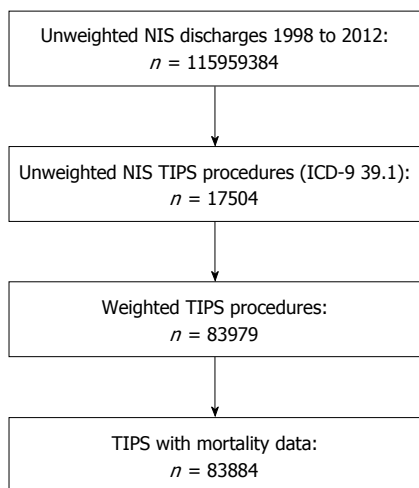 Unweighted NIS discharges 1998 to 2012:
n = 115959384
Unweighted NIS TIPS procedures (ICD-9 39.1):
n = 17504
Weighted TIPS procedures:
n = 83979
TIPS with mortality data:
n = 83884